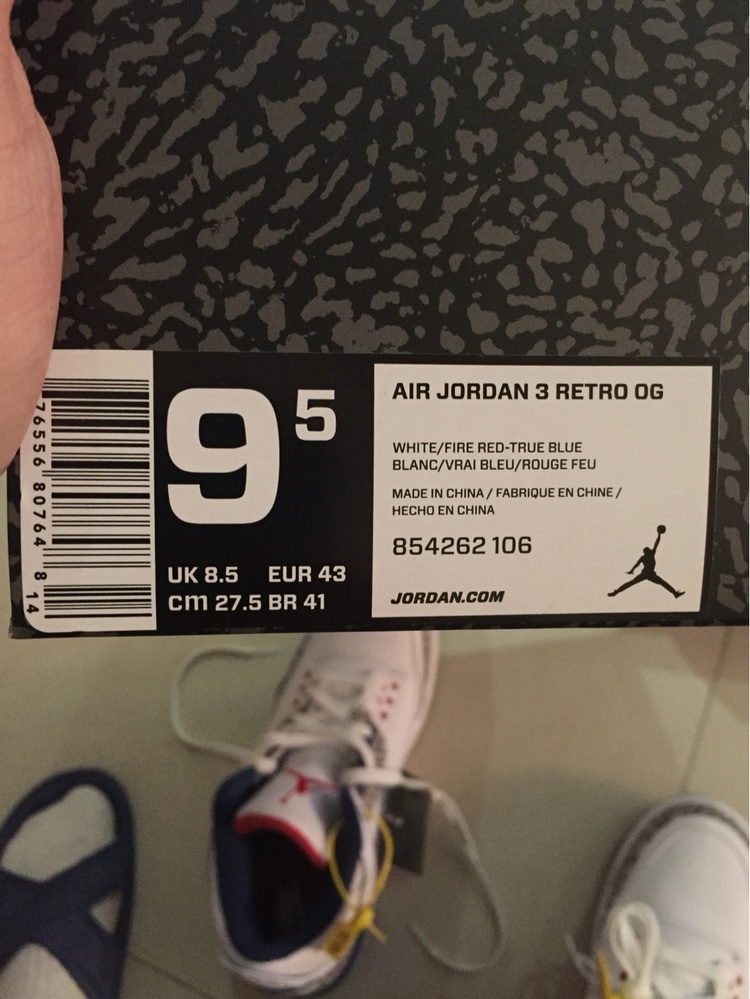 76556 80764 8 14
9 5
UK 8.5 EUR 43
cm 27.5 BR 41
AIR JORDAN 3 RETRO OG
WHITE/FIRE RED-TRUE BLUE
BLANC/VRAI BLEU/ROUGE FEU
MADE IN CHINA / FABRIQUE EN CHINE /
HECHO EN CHINA
854262 106
JORDAN.COM